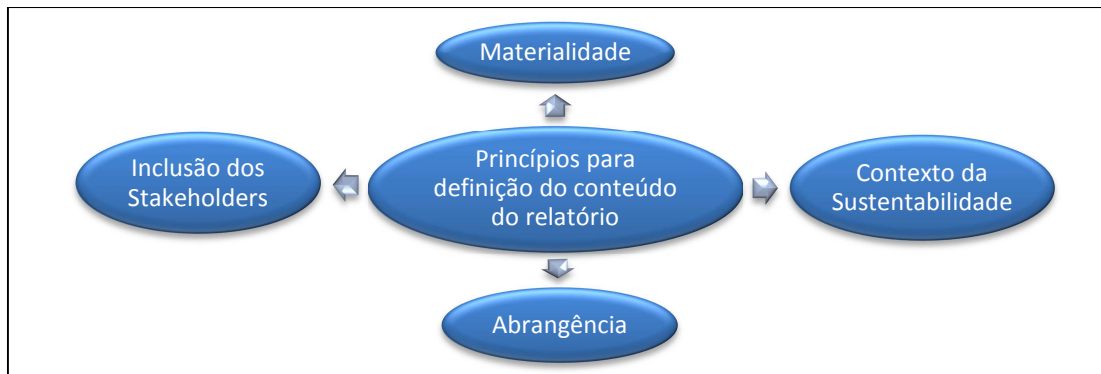 Materialidade
Inclusão dos
Stakeholders
Princípios para
definição do conteúdo
do relatório
Contexto da
Sustentabilidade
Abrangência